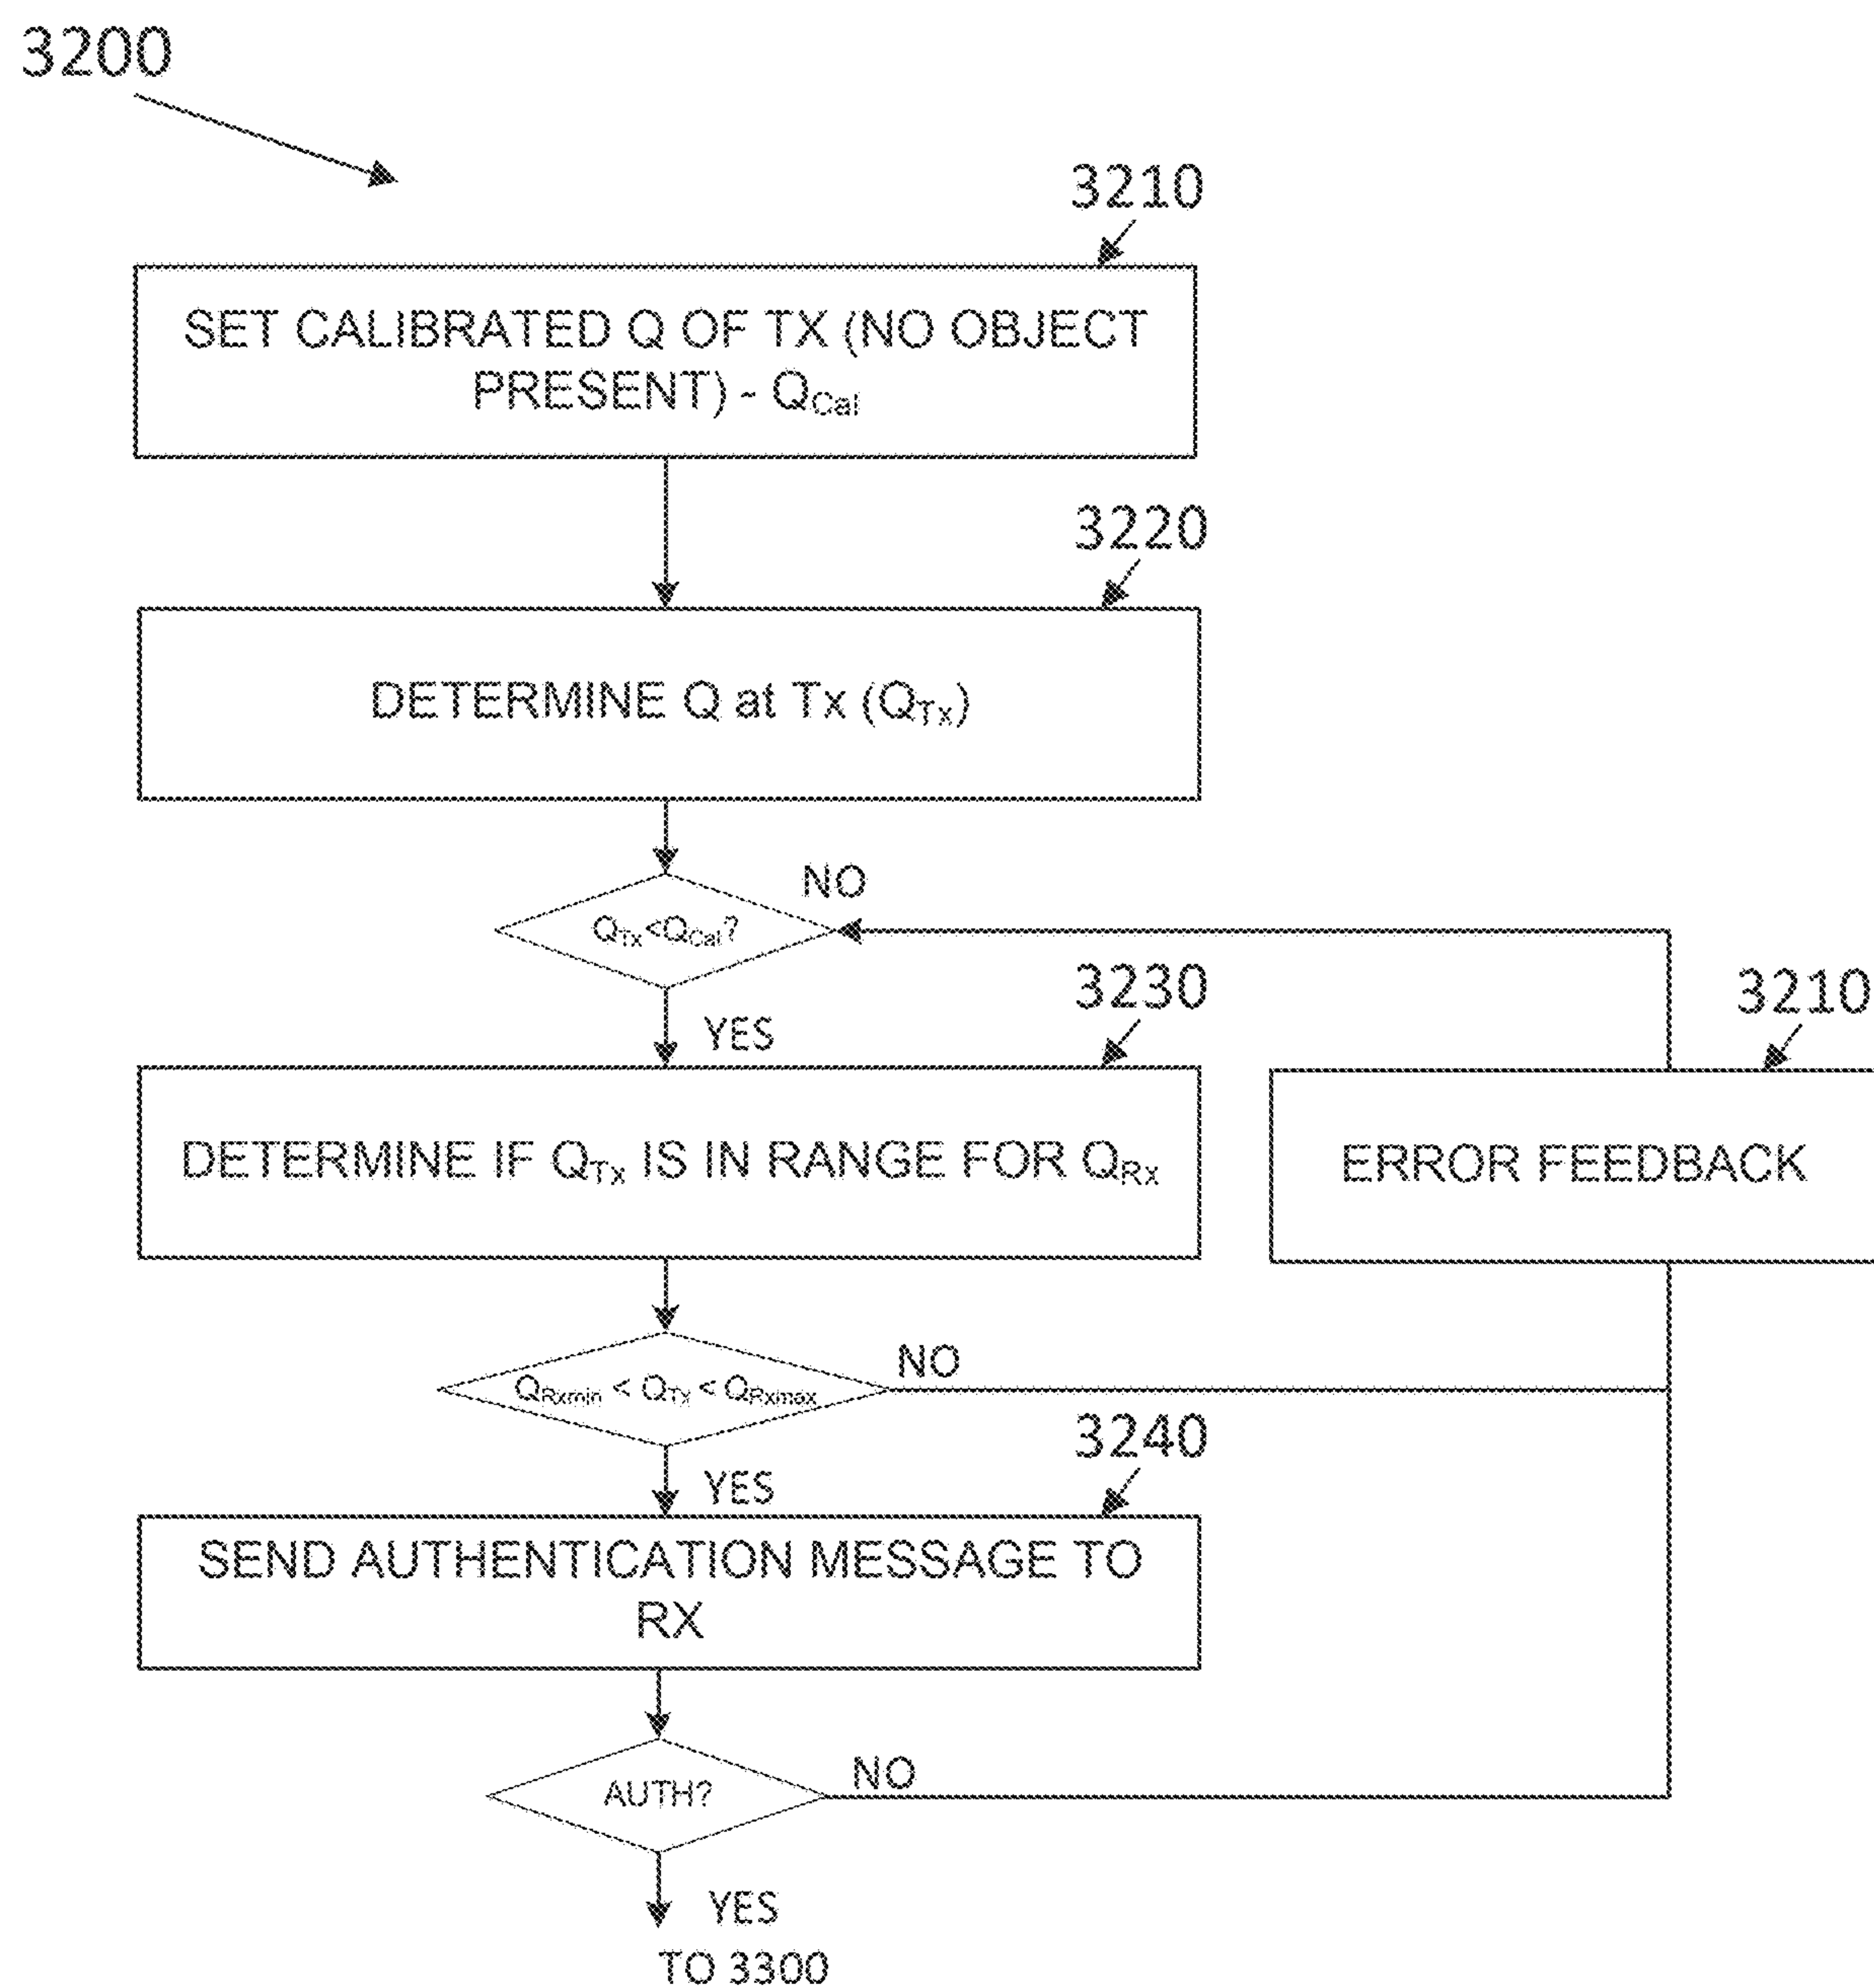 3200
3210
SET CALIBRATED Q OF TX (NO OBJECT
PRESENT) - QCal
3220
DETERMINE Q at Tx (QTx)
NO
QTx<QCal?
3230
3210
YES
DETERMINE IF QTx IS IN RANGE FOR QRx
ERROR FEEDBACK
NO
QRxmin < QTx < QRxmax
3240
YES
SEND AUTHENTICATION MESSAGE TO
RX
NO
AUTH?
YES
TO 3300